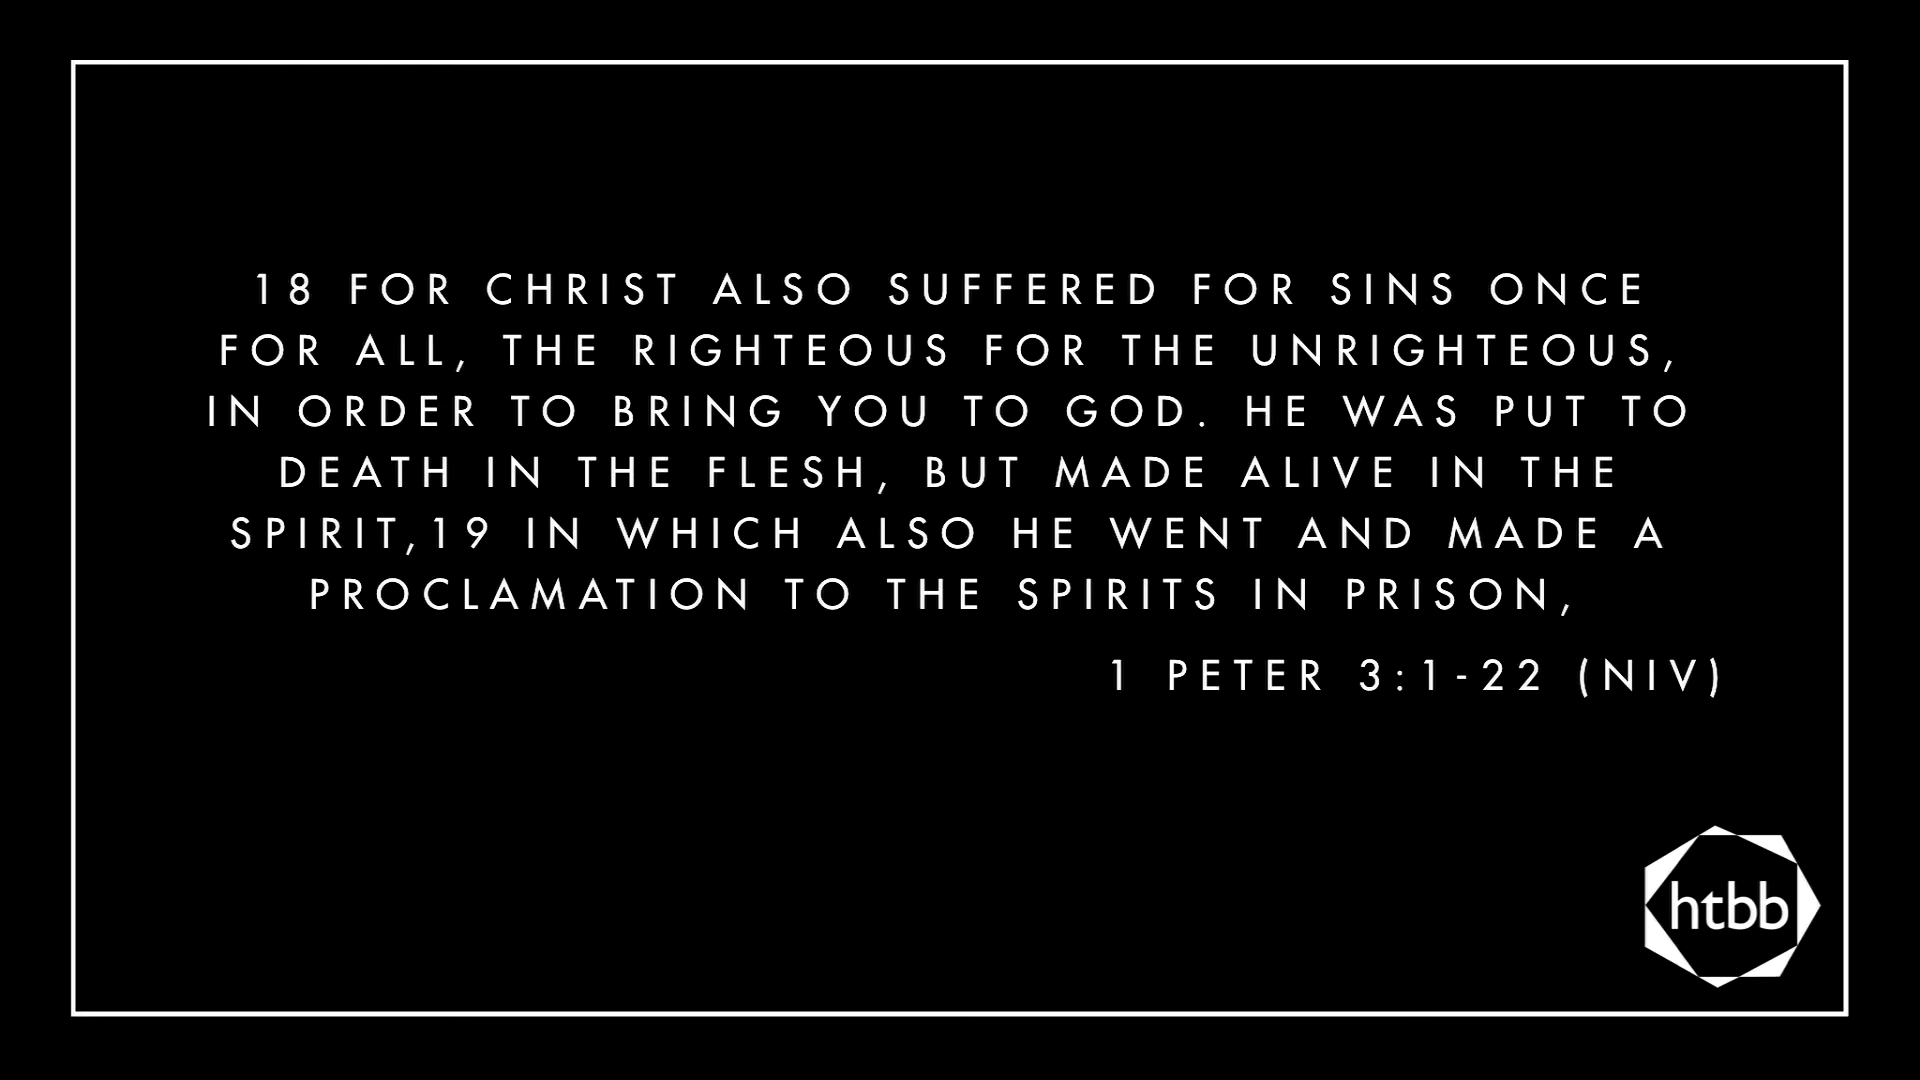 18 FOR CHRIST ALSO SUFFERED FOR SINS ONCE
FOR ALL, THE RIGHTEOUS FOR THE UNRIGHTEOUS,
IN ORDER TO BRING YOU TO GOD. HE WAS PUT TO
DEATH IN THE FLESH, BUT MADE ALIVE IN THE
SPIRIT,19 IN WHICH ALSO HE WENT AND MADE A
PROCLAMATION TO THE SPIRITS IN PRISON,
1 PETER 3:1-22 (NIV)
htbb